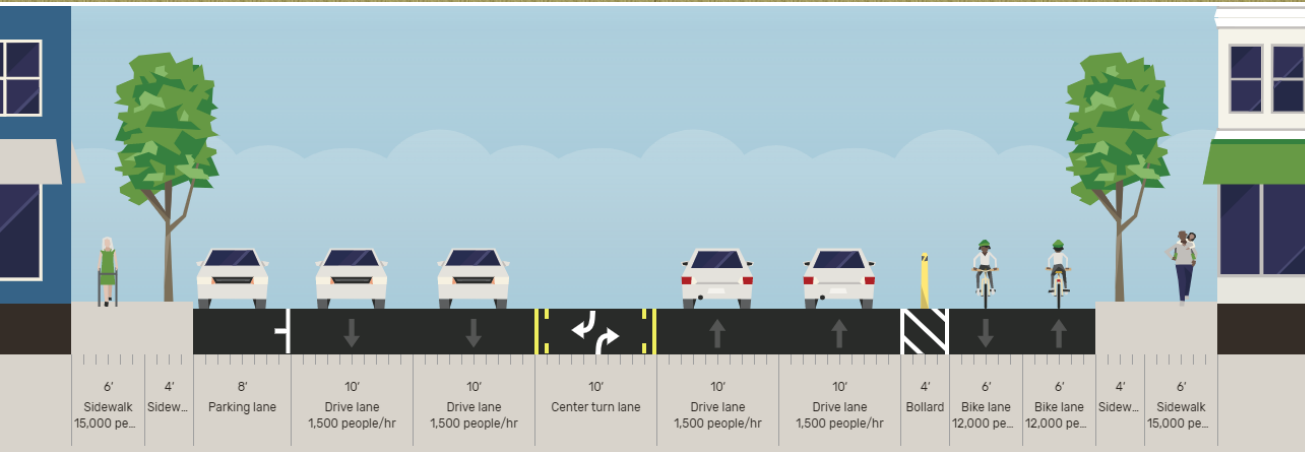 6' 4' 8' 10' 10' 10' 10' 10' 4' 6' 6' 4' 6'
Sidewalk Sidew... Parking lane Drive lane Drive lane Center turn lane Drive lane Drive lane Bollard Bike lane Bike lane Sidew... Sidewalk
15,000 pe... 1,500 people/hr 1,500 people/hr 1,500 people/hr 1,500 people/hr 12,000 pe... 12,000 pe... 15,000 pe...